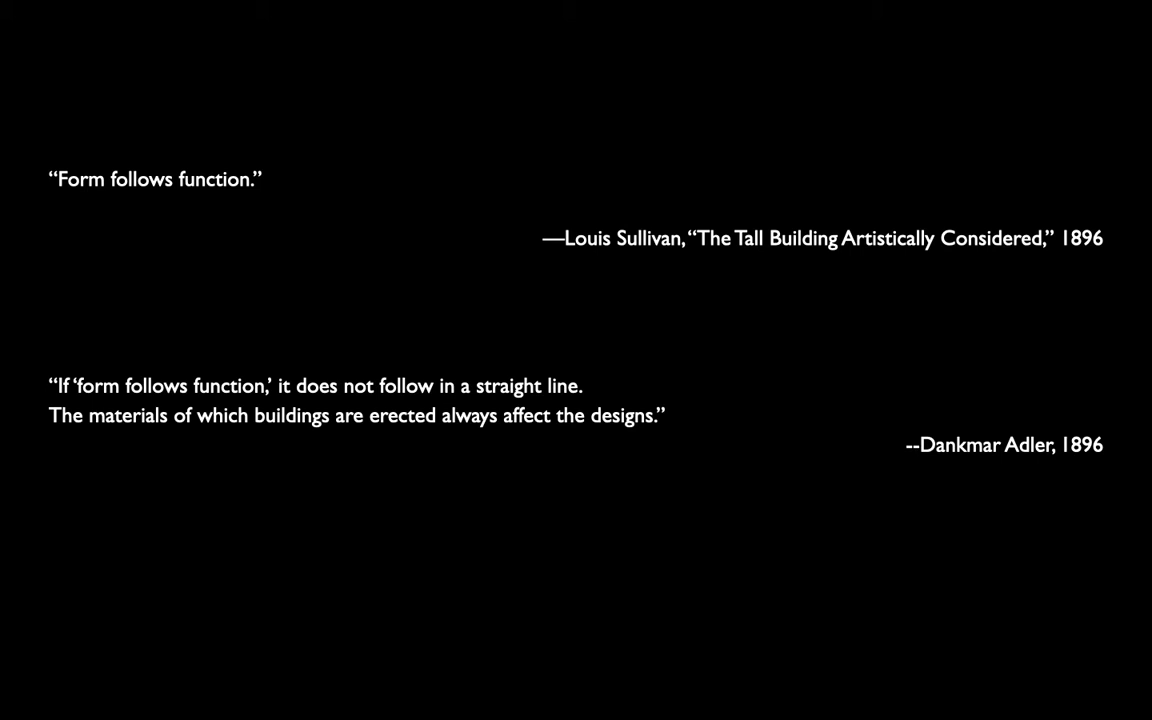 “Form follows function.”
—Louis Sullivan, “The Tall Building Artistically Considered,” 1896
“If ‘form follows function,’ it does not follow in a straight line.
The materials of which buildings are erected always affect the designs.”
--Dankmar Adler, 1896